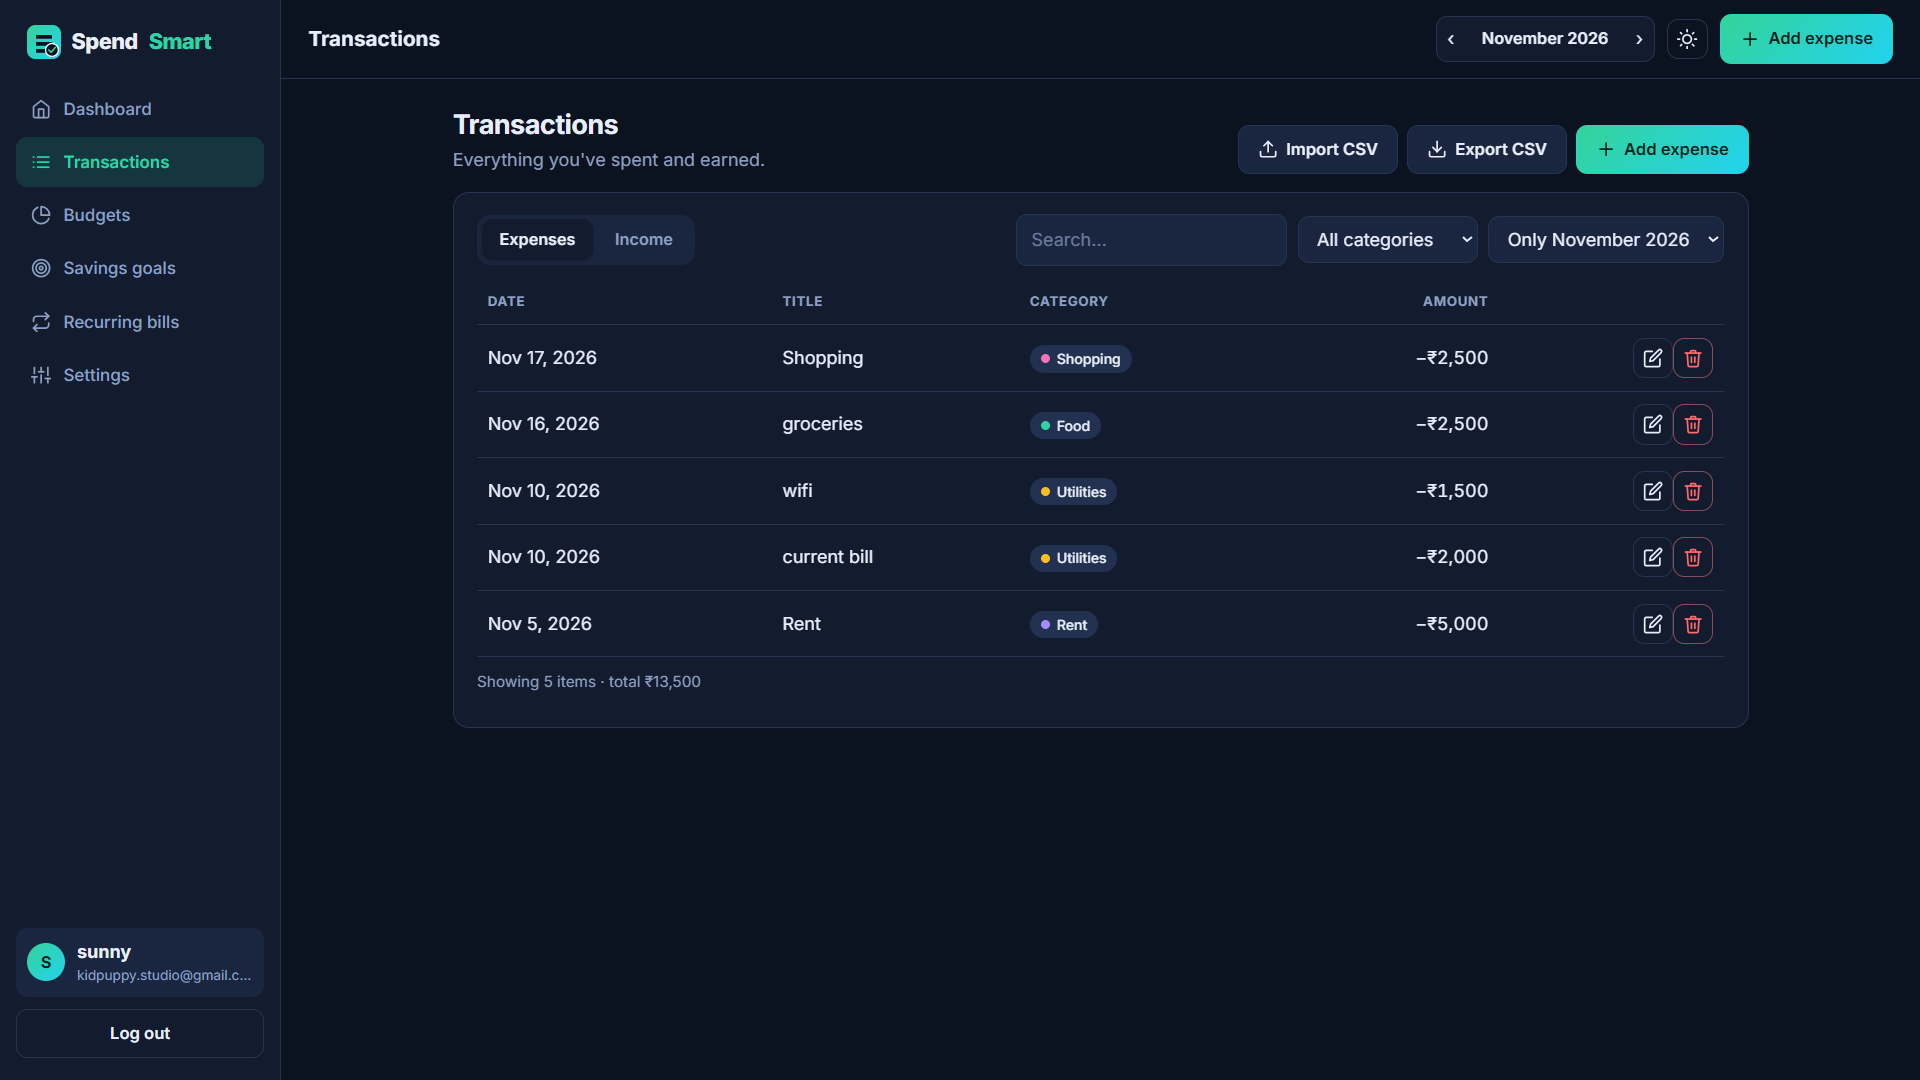 Spend Smart
Dashboard
Transactions
Budgets
Savings goals
Recurring bills
Settings
sunny
S
kidpuppy.studio@gmail.c...
Log out
Transactions
‹ November 2026 ›
+ Add expense
Transactions
Everything you've spent and earned.
Import CSV
Export CSV
+ Add expense
Expenses
Income
Search...
All categories
Only November 2026
DATE TITLE CATEGORY AMOUNT
Nov 17, 2026 Shopping Shopping −₹2,500
Nov 16, 2026 groceries Food −₹2,500
Nov 10, 2026 wifi Utilities −₹1,500
Nov 10, 2026 current bill Utilities −₹2,000
Nov 5, 2026 Rent Rent −₹5,000
Showing 5 items · total ₹13,500